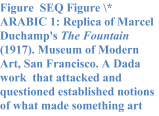 Figure  SEQ Figure \*
ARABIC 1: Replica of Marcel
Duchamp's The Fountain
(1917). Museum of Modern
Art, San Francisco. A Dada
work  that attacked and
questioned established notions
of what made something art